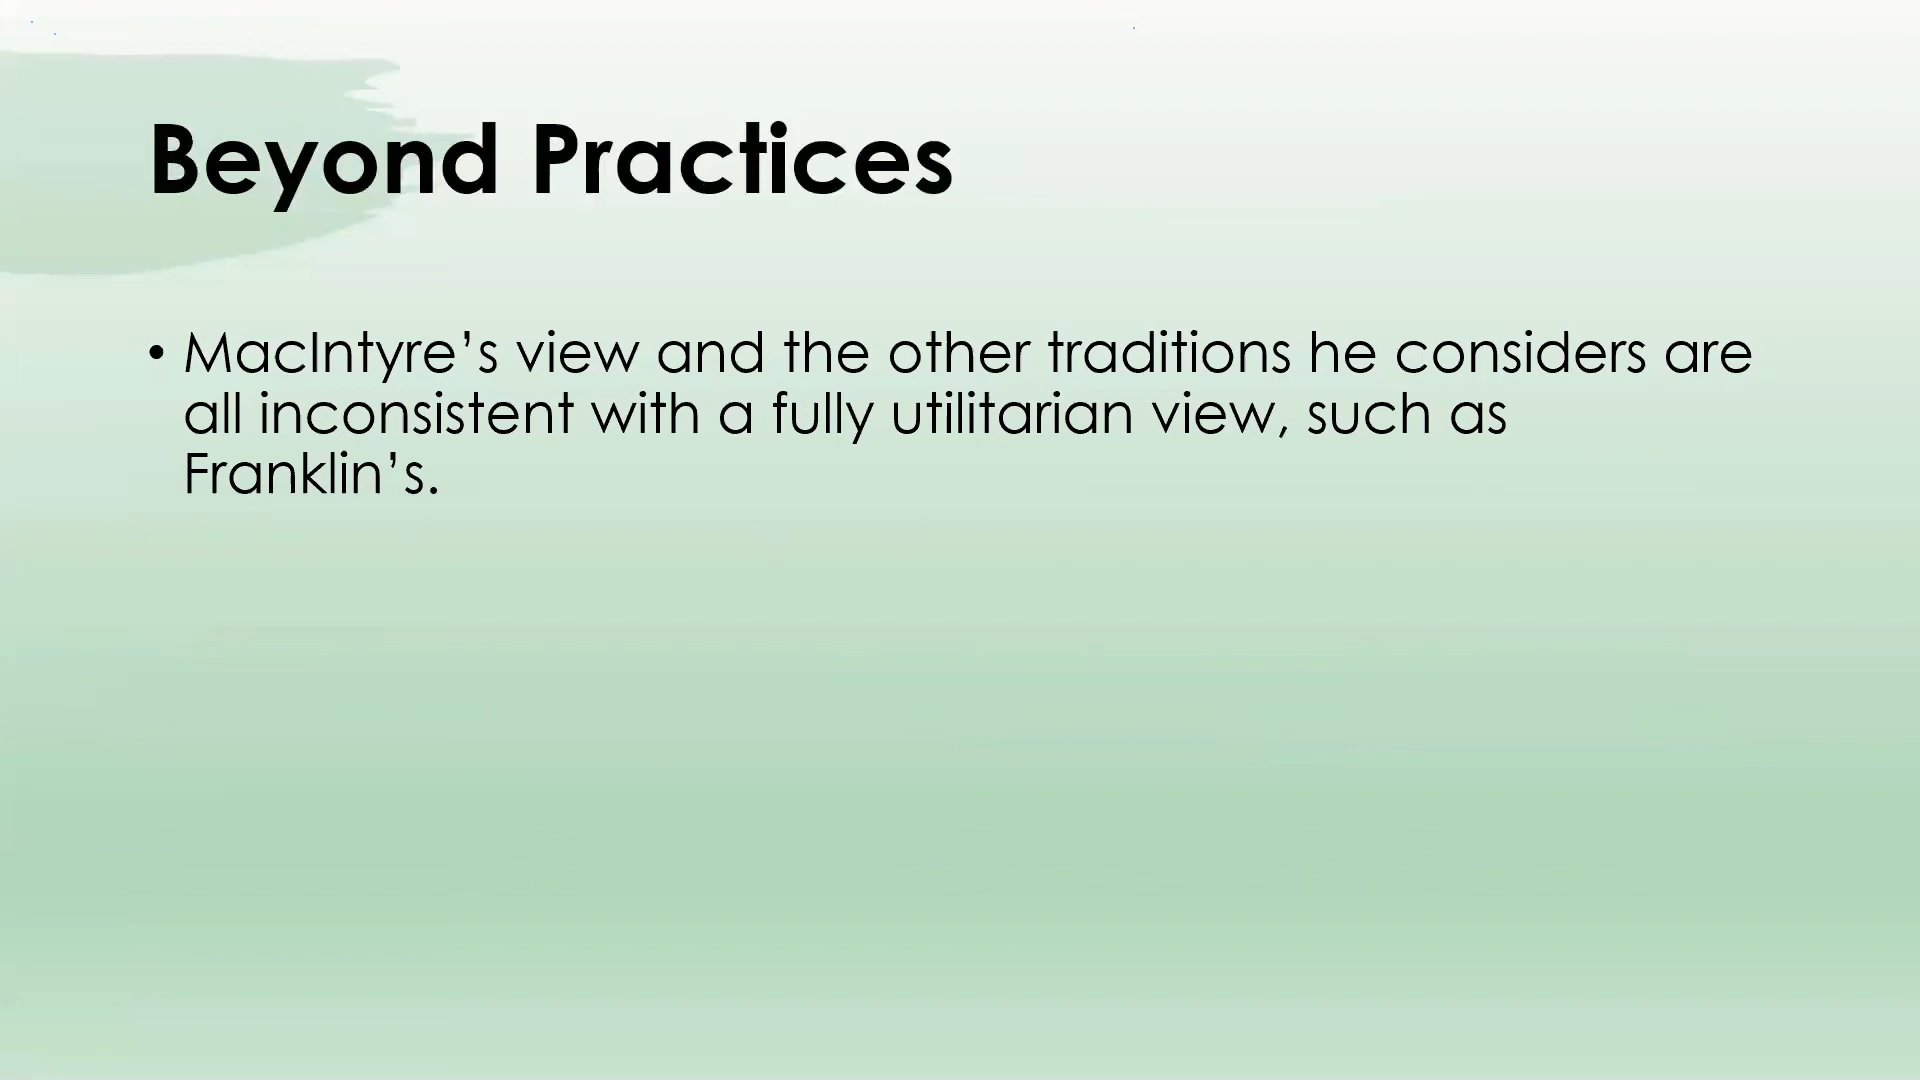 Beyond Practices
• MacIntyre’s view and the other traditions he considers are
all inconsistent with a fully utilitarian view, such as
Franklin’s.